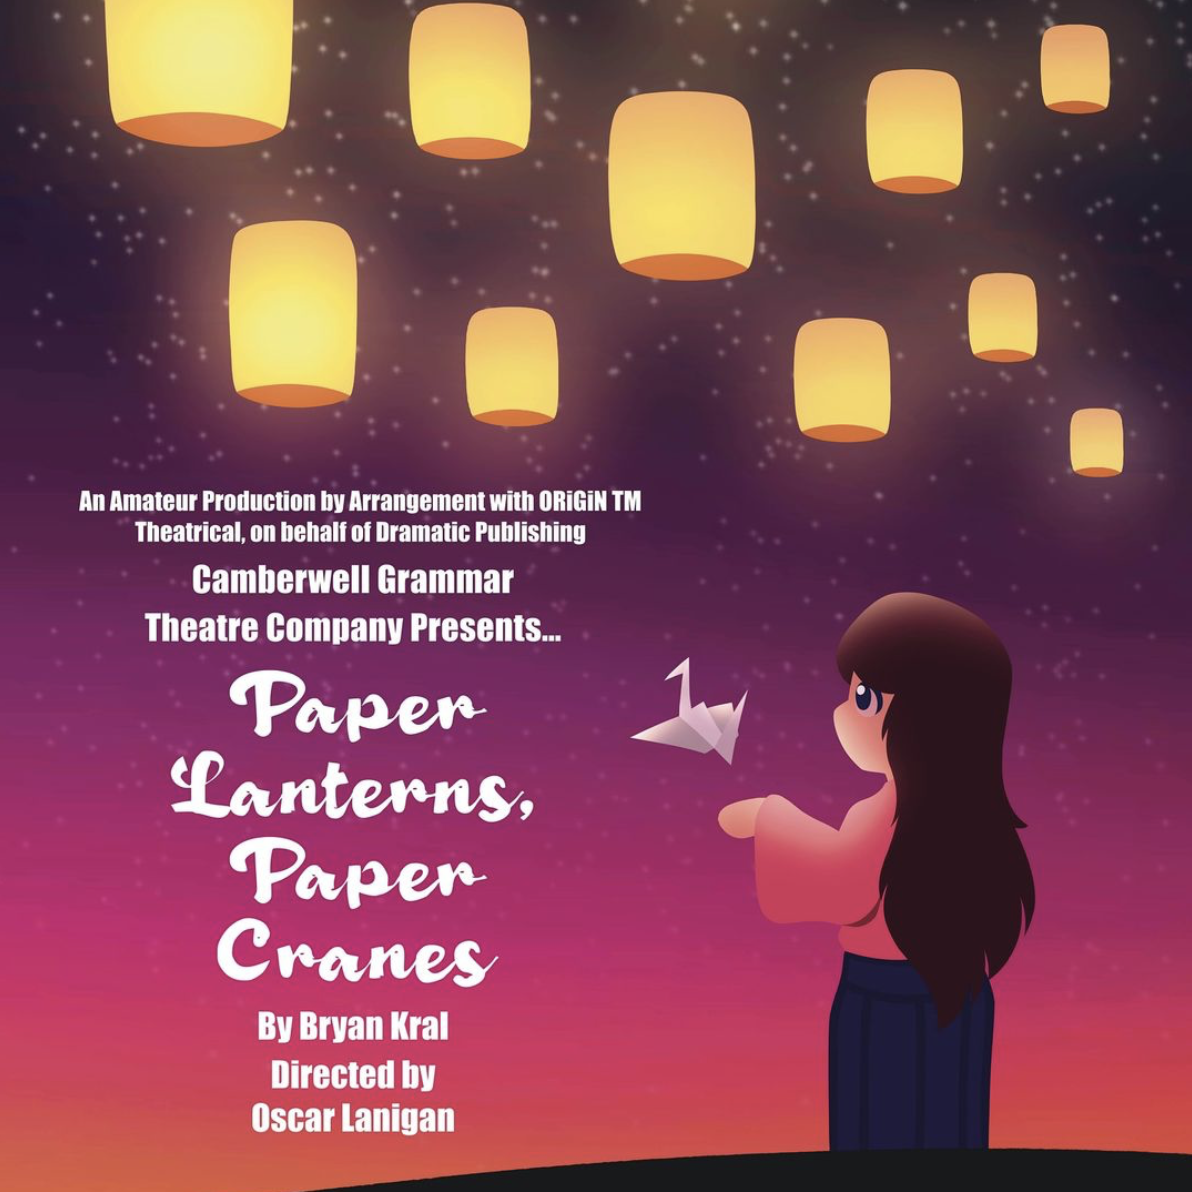 An Amateur Production by Arrangement with ORiGiN TM
Theatrical, on behalf of Dramatic Publishing
Camberwell Grammar
Theatre Company Presents...
Paper
Lanterns,
Paper
Cranes
By Bryan Kral
Directed by
Oscar Lanigan